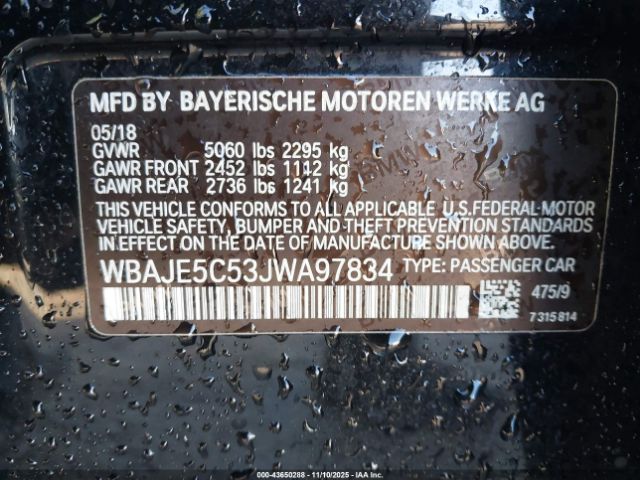 MFD BY BAYERISCHE MOTOREN WERKE AG
05/18
GVWR 5060 lbs 2295 kg
GAWR FRONT 2452 lbs 1112 kg
GAWR REAR 2736 lbs 1241 kg
THIS VEHICLE CONFORMS TO ALL APPLICABLE U.S.FEDERAL MOTOR
VEHICLE SAFETY, BUMPER AND THEFT PREVENTION STANDARDS
IN EFFECT ON THE DATE OF MANUFACTURE SHOWN ABOVE.
WBAJE5C53JWA97834 TYPE: PASSENGER CAR
475/9
7 315 814
000-43650288 - 11/10/2025 - IAAI.COM